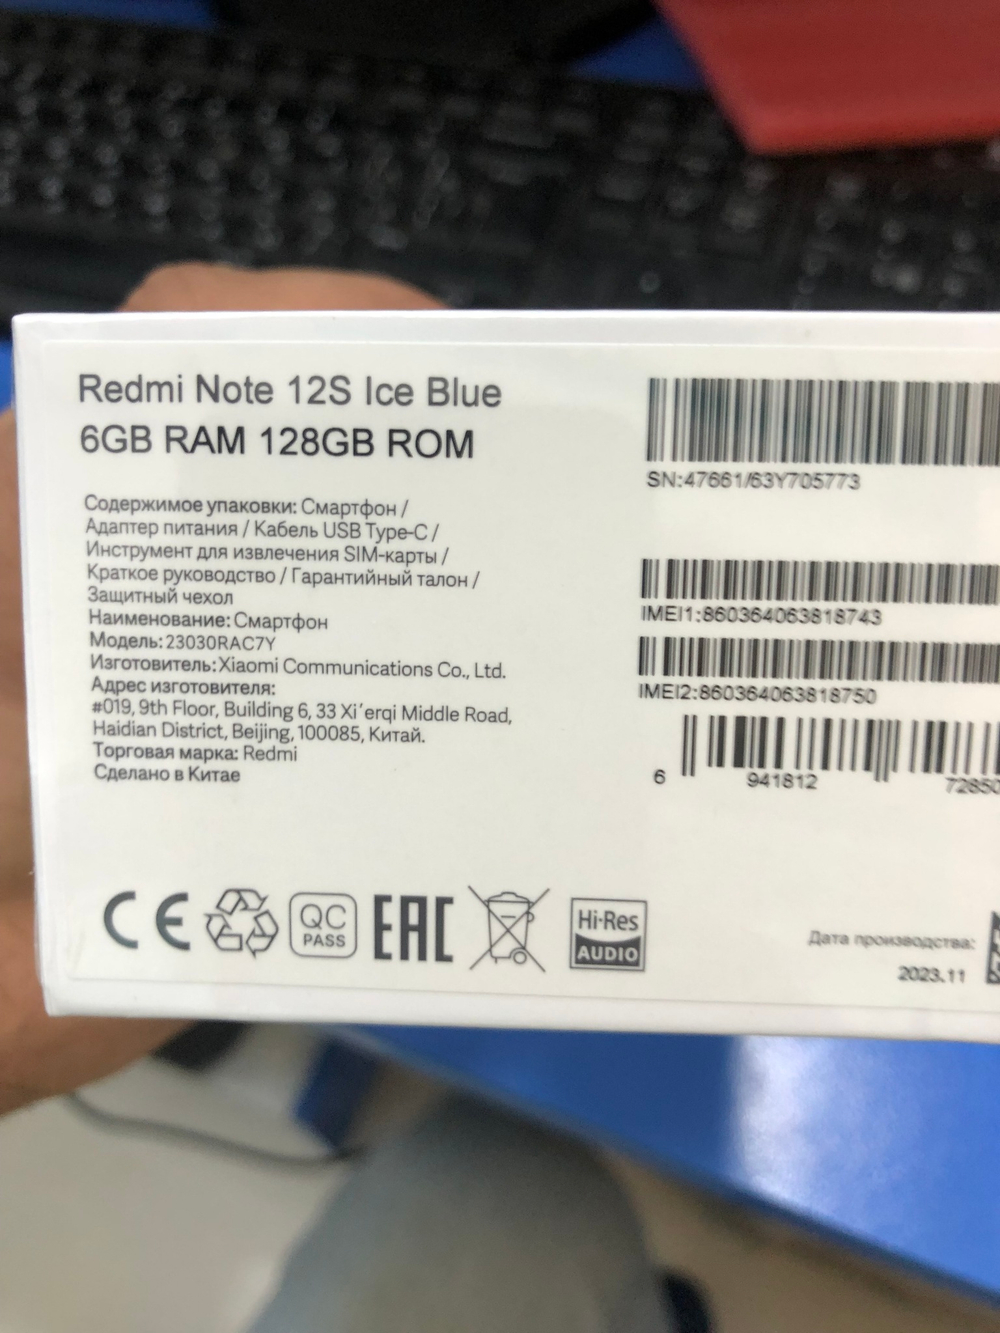 Redmi Note 12S Ice Blue
6GB RAM 128GB ROM
Содержимое упаковки: Смартфон /
Адаптер питания / Кабель USB Type-C /
Инструмент для извлечения SIM-карты /
Краткое руководство / Гарантийный талон /
Защитный чехол
Наименование: Смартфон
Модель: 23030RAC7Y
Изготовитель: Xiaomi Communications Co., Ltd.
Адрес изготовителя:
#019, 9th Floor, Building 6, 33 Xi'erqi Middle Road,
Haidian District, Beijing, 100085, Китай.
Торговая марка: Redmi
Сделано в Китае
SN:47661/63Y705773
IMEI1:860364063818743
IMEI2:860364063818750
6 941812 72850
CE
QC
PASS
EAC
Hi-Res
AUDIO
Дата производства:
2023.11